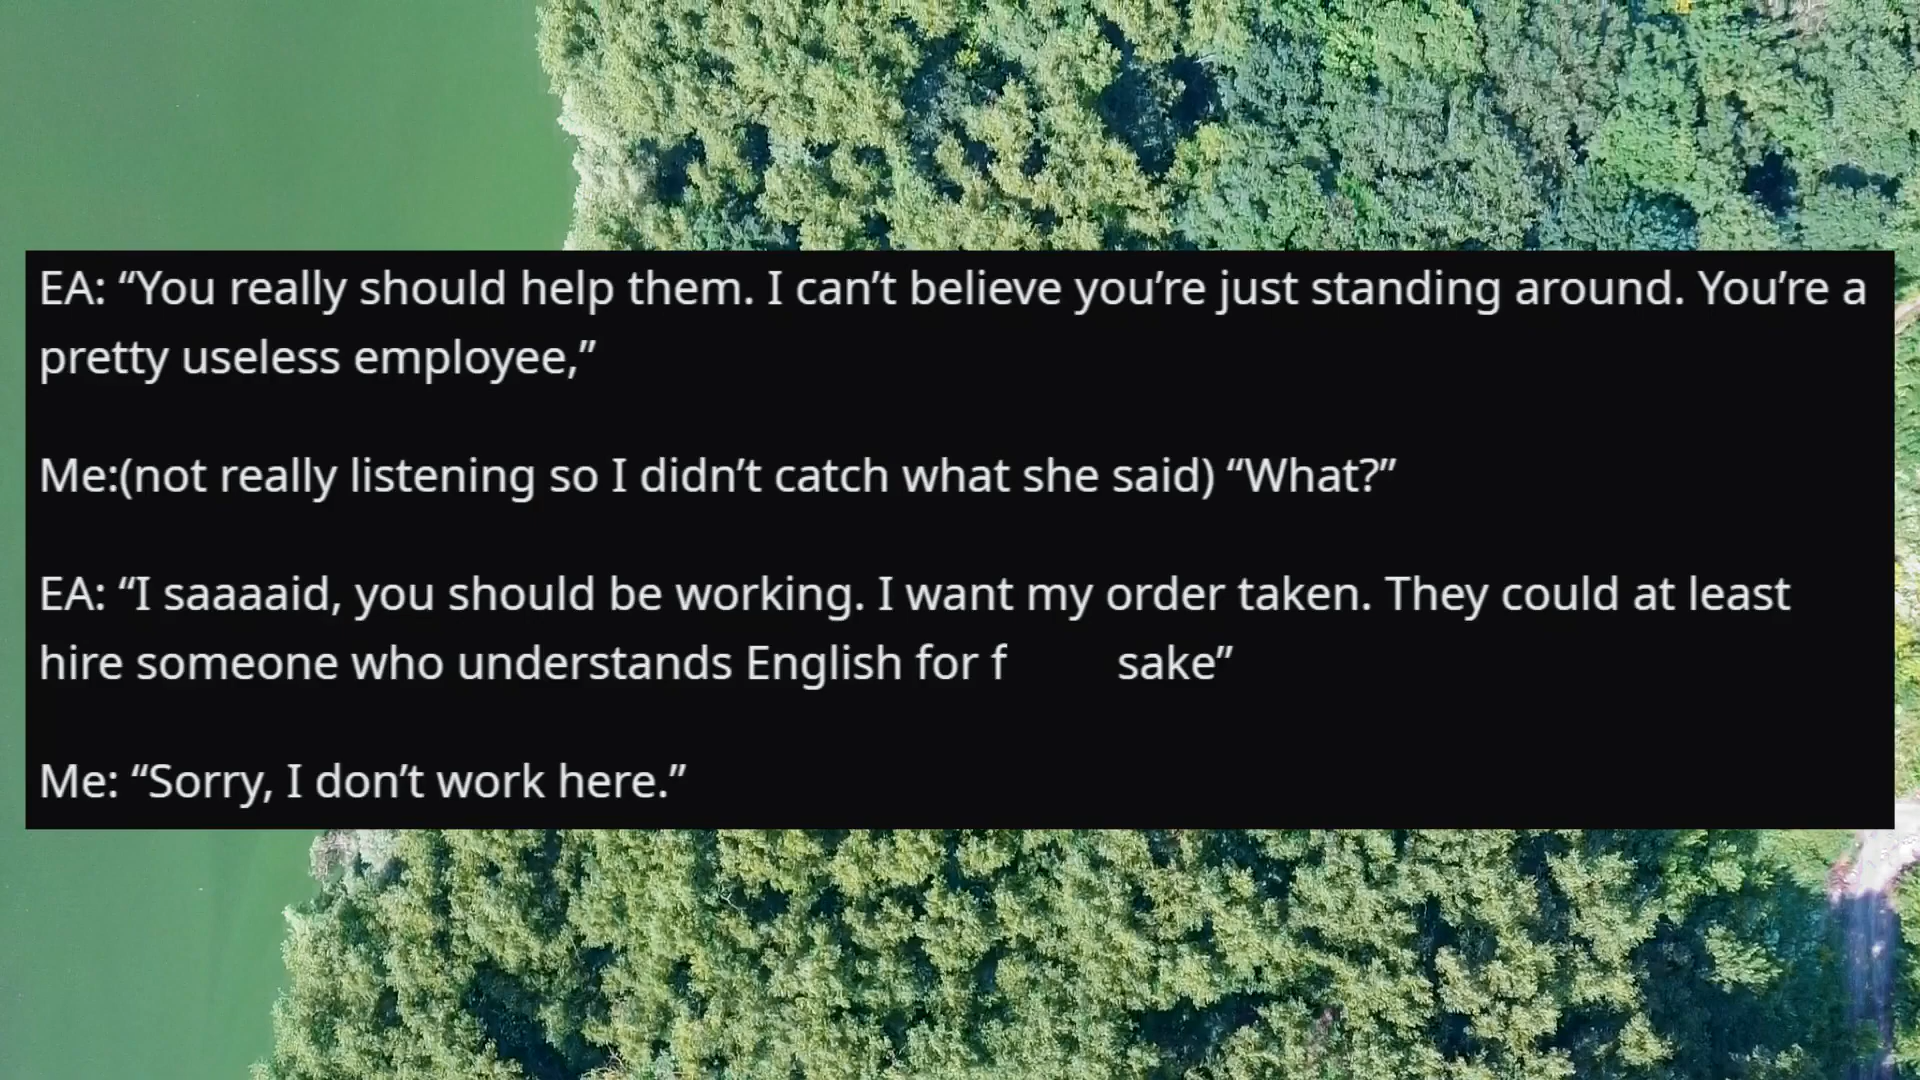 EA: “You really should help them. I can’t believe you’re just standing around. You’re a
pretty useless employee,”
Me:(not really listening so I didn’t catch what she said) “What?”
EA: “I saaaaid, you should be working. I want my order taken. They could at least
hire someone who understands English for f sake”
Me: “Sorry, I don’t work here.”